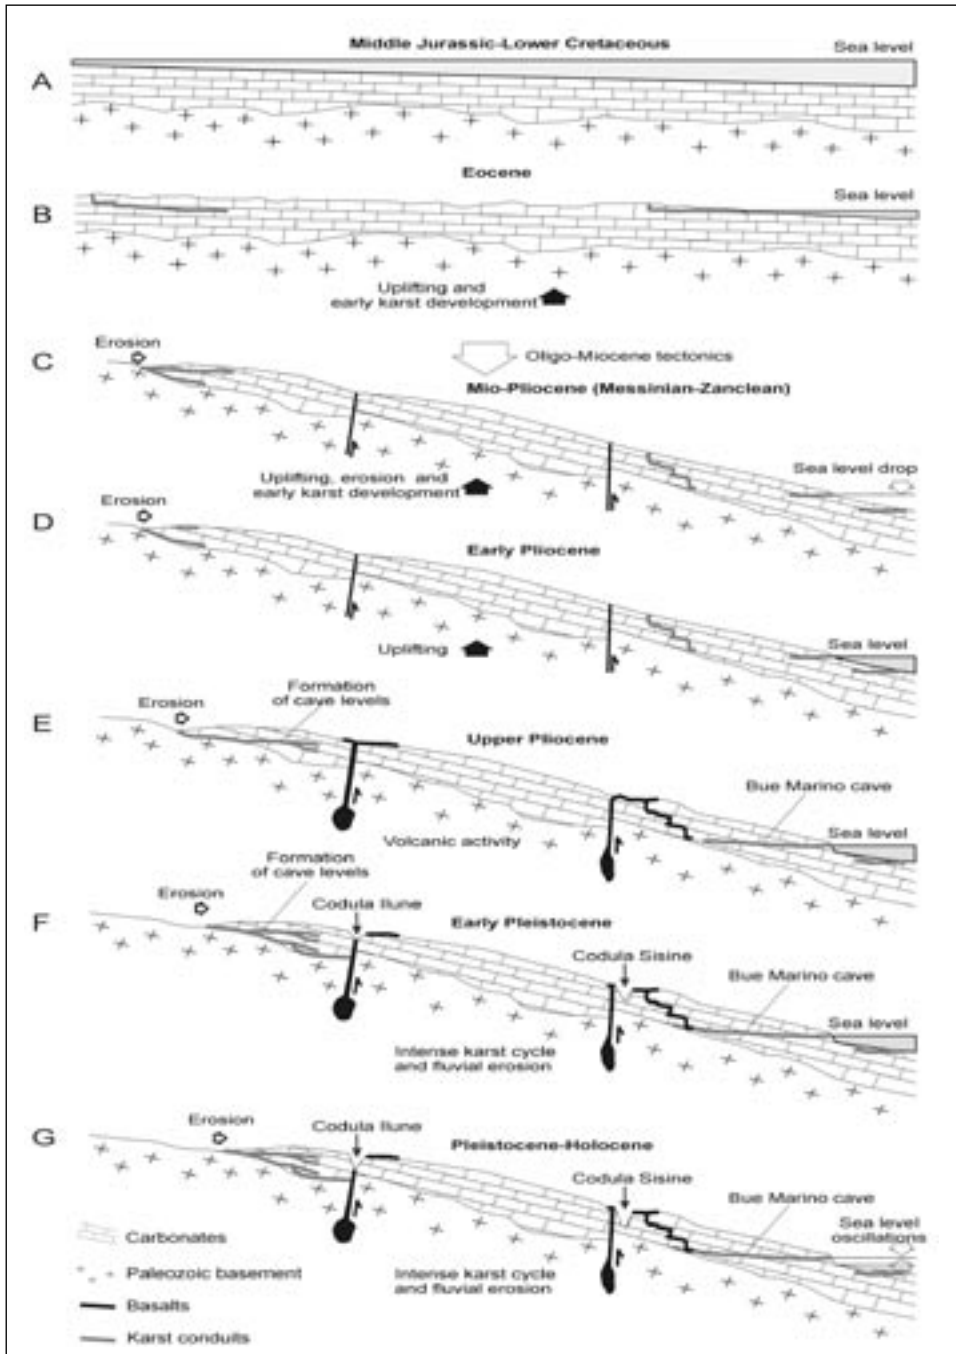 Middle Jurassic-Lower Cretaceous
Sea level
A
Eocene
Sea level
B
Uplifting and
early karst development
Erosion
C
Oligo-Miocene tectonics
Mio-Pliocene (Messinian-Zanclean)
Sea level drop
Uplifting, erosion and
early karst development
Erosion
D
Early Pliocene
Sea level
Uplifting
Formation
of cave levels
Erosion
E
Upper Pliocene
Bue Marino cave
Sea level
Volcanic activity
Formation
of cave levels
Erosion
Codula Ilune
F
Early Pleistocene
Codula Sisine
Bue Marino cave
Sea level
Intense karst cycle
and fluvial erosion
Erosion
Codula Ilune
G
Pleistocene-Holocene
Codula Sisine
Bue Marino cave
Sea level
oscillations
Carbonates
Paleozoic basement
Intense karst cycle
and fluvial erosion
Basalts
Karst conduits